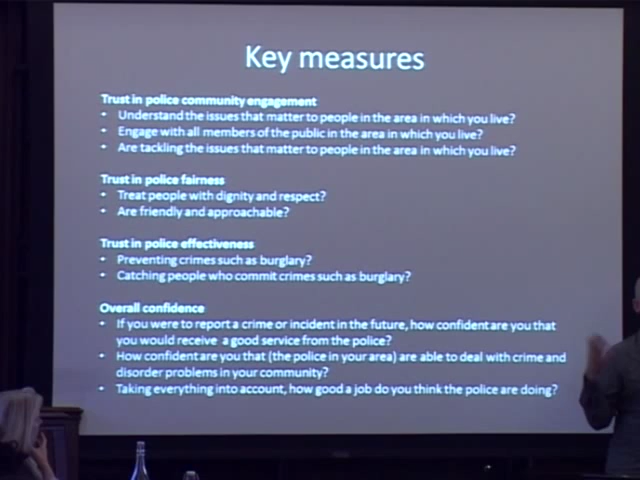 Key measures
Trust in police community engagement
• Understand the issues that matter to people in the area in which you live?
• Engage with all members of the public in the area in which you live?
• Are tackling the issues that matter to people in the area in which you live?
Trust in police fairness
• Treat people with dignity and respect?
• Are friendly and approachable?
Trust in police effectiveness
• Preventing crimes such as burglary?
• Catching people who commit crimes such as burglary?
Overall confidence
• If you were to report a crime or incident in the future, how confident are you that
you would receive a good service from the police?
• How confident are you that (the police in your area) are able to deal with crime and
disorder problems in your community?
• Taking everything into account, how good a job do you think the police are doing?